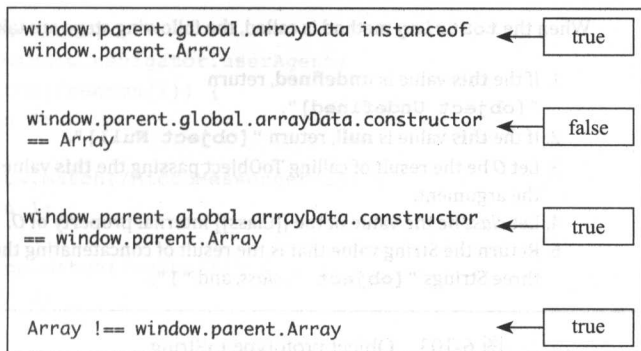 window.parent.global.arrayData instanceof
window.parent.Array
true
window.parent.global.arrayData.constructor
== Array
false
window.parent.global.arrayData.constructor
== window.parent.Array
true
Array !== window.parent.Array
true